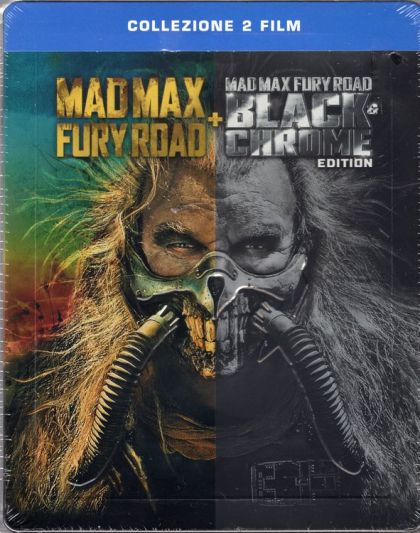 COLLEZIONE 2 FILM
MAD MAX
FURY ROAD
+
MAD MAX FURY ROAD
BLACK &
CHROME
EDITION